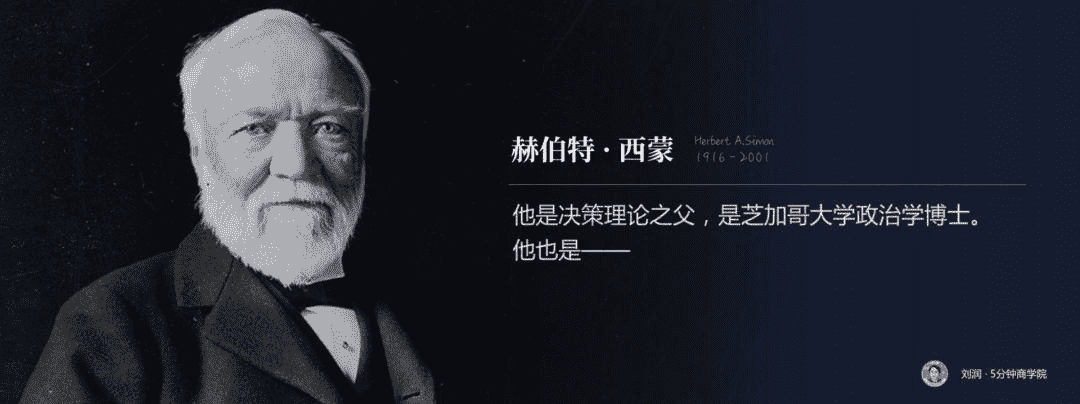 赫伯特·西蒙
Herbert A.Simon
1916-2001
他是决策理论之父，是芝加哥大学政治学博士。
他也是——
刘润·5分钟商学院